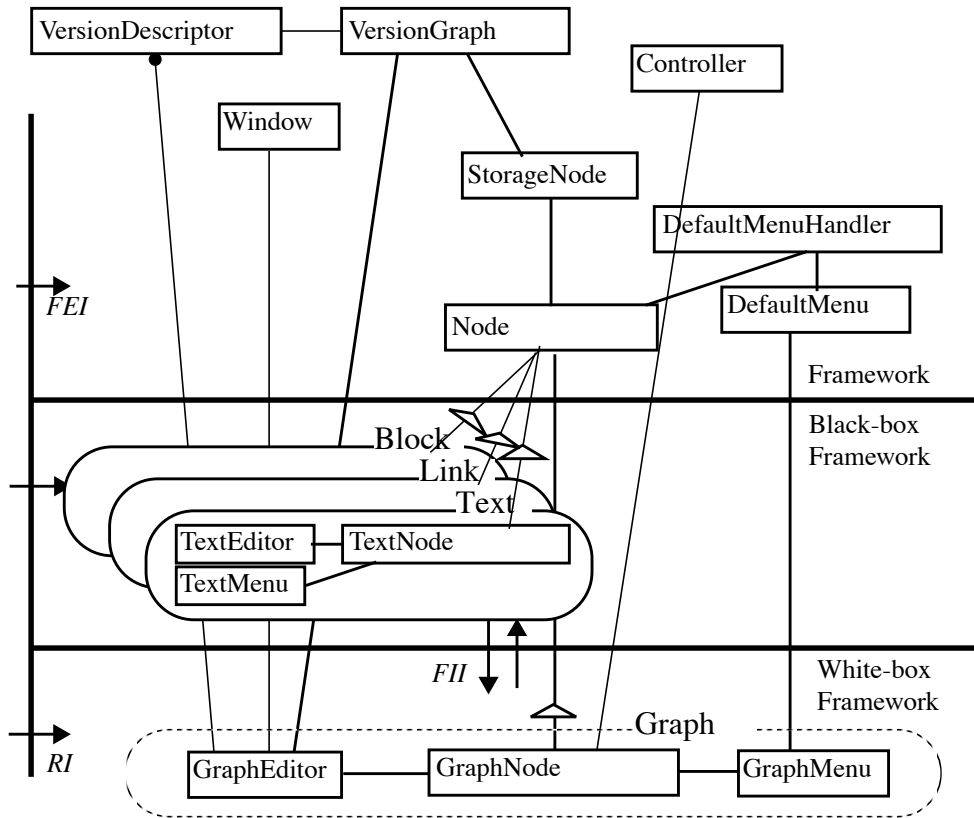 VersionDescriptor
VersionGraph
Controller
Window
StorageNode
DefaultMenuHandler
FEI
DefaultMenu
Node
Framework
Black-box
Framework
Block
Link
Text
TextEditor
TextNode
TextMenu
White-box
Framework
FII
Graph
RI
GraphEditor
GraphNode
GraphMenu